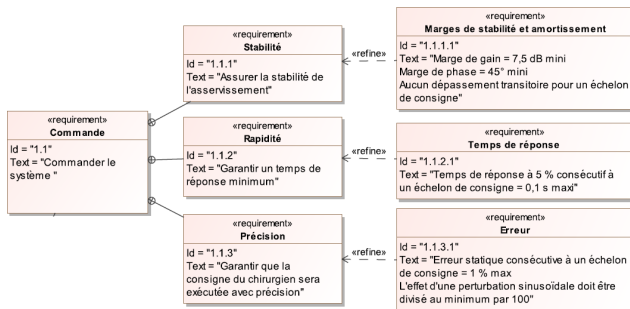 «requirement»
Commande
Id = "1.1"
Text = "Commander le
système "
«requirement»
Stabilité
Id = "1.1.1"
Text = "Assurer la stabilité de
l'asservissement"
«refine»
«requirement»
Marges de stabilité et amortissement
Id = "1.1.1.1"
Text = "Marge de gain = 7,5 dB mini
Marge de phase = 45° mini
Aucun dépassement transitoire pour un échelon
de consigne"
«requirement»
Rapidité
Id = "1.1.2"
Text = "Garantir un temps de
réponse minimum"
«refine»
«requirement»
Temps de réponse
Id = "1.1.2.1"
Text = "Temps de réponse à 5 % consécutif à
un échelon de consigne = 0,1 s maxi"
«requirement»
Précision
Id = "1.1.3"
Text = "Garantir que la
consigne du chirurgien sera
exécutée avec précision"
«refine»
«requirement»
Erreur
Id = "1.1.3.1"
Text = "Erreur statique consécutive à un échelon
de consigne = 1 % max
L'effet d'une perturbation sinusoïdale doit être
divisé au minimum par 100"